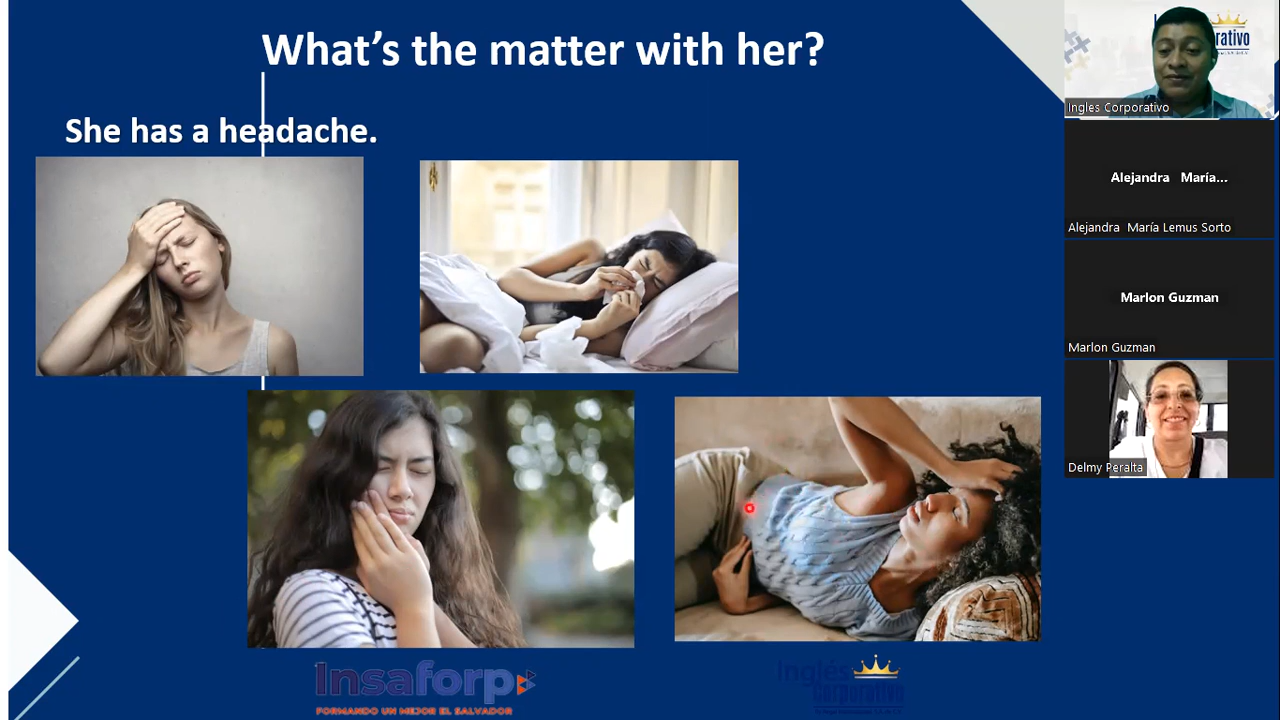 What's the matter with her?
She has a headache.
Insaforp
FORMANDO UN MEJOR EL SALVADOR
Inglés
Corporativo
rativo
Ingles Corporativo
Alejandra María...
Alejandra María Lemus Sorto
Marlon Guzman
Marlon Guzman
Delmy Peralta